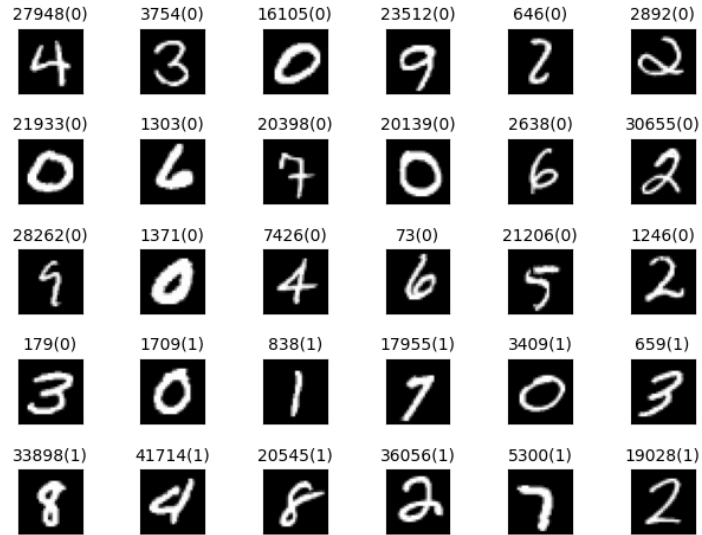 27948(0) 3754(0) 16105(0) 23512(0) 646(0) 2892(0)
4 3 0 9 2 2
21933(0) 1303(0) 20398(0) 20139(0) 2638(0) 30655(0)
0 6 7 0 6 2
28262(0) 1371(0) 7426(0) 73(0) 21206(0) 1246(0)
9 0 4 6 5 2
179(0) 1709(1) 838(1) 17955(1) 3409(1) 659(1)
3 0 1 7 0 3
33898(1) 41714(1) 20545(1) 36056(1) 5300(1) 19028(1)
8 4 8 2 7 2